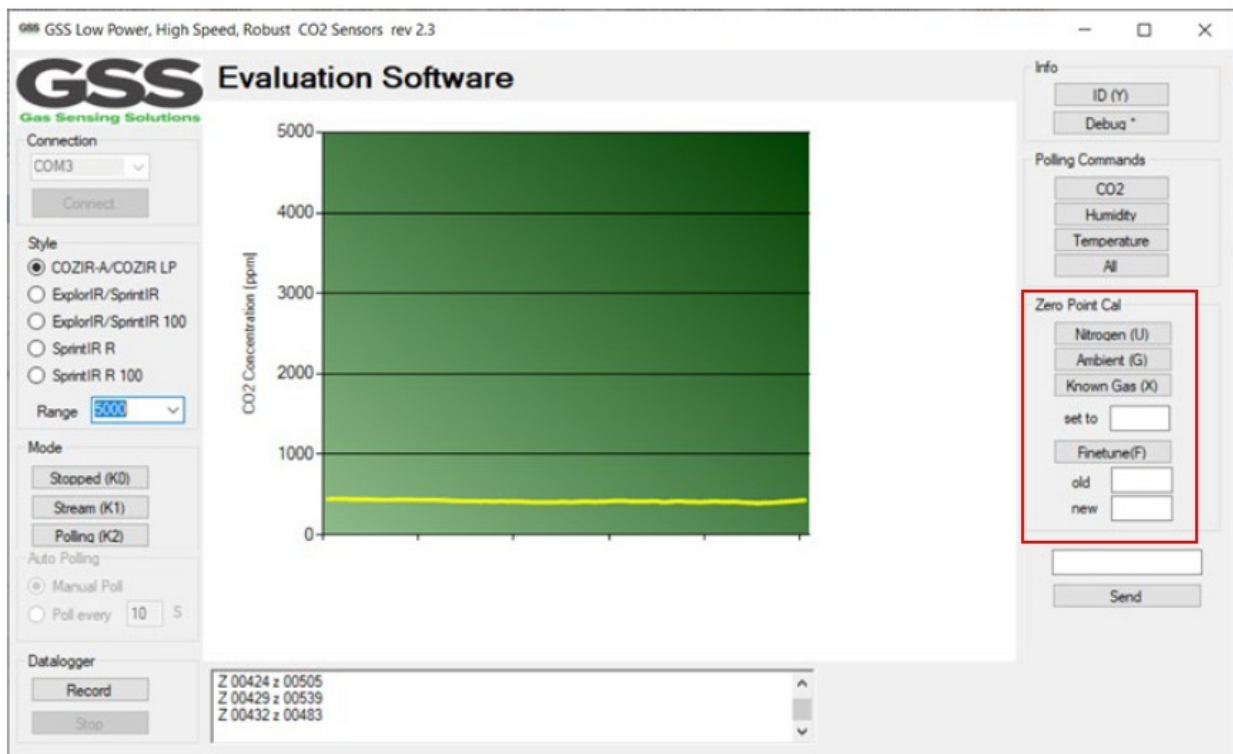 GSS GSS Low Power, High Speed, Robust CO2 Sensors rev 2.3
GSS
Gas Sensing Solutions
Evaluation Software
Connection
COM3
Connect
Style
COZIR-A/COZIR LP
ExplorIR/SprintIR
ExplorIR/SprintIR 100
SprintIR R
SprintIR R 100
Range 5000
Mode
Stopped (K0)
Stream (K1)
Polling (K2)
Auto Polling
Manual Poll
Poll every 10 S
Datalogger
Record
Stop
CO2 Concentration [ppm]
5000
4000
3000
2000
1000
0
Z 00424 z 00505
Z 00429 z 00539
Z 00432 z 00483
Info
ID (Y)
Debug *
Polling Commands
CO2
Humidity
Temperature
All
Zero Point Cal
Nitrogen (U)
Ambient (G)
Known Gas (X)
set to
Finetune(F)
old
new
Send